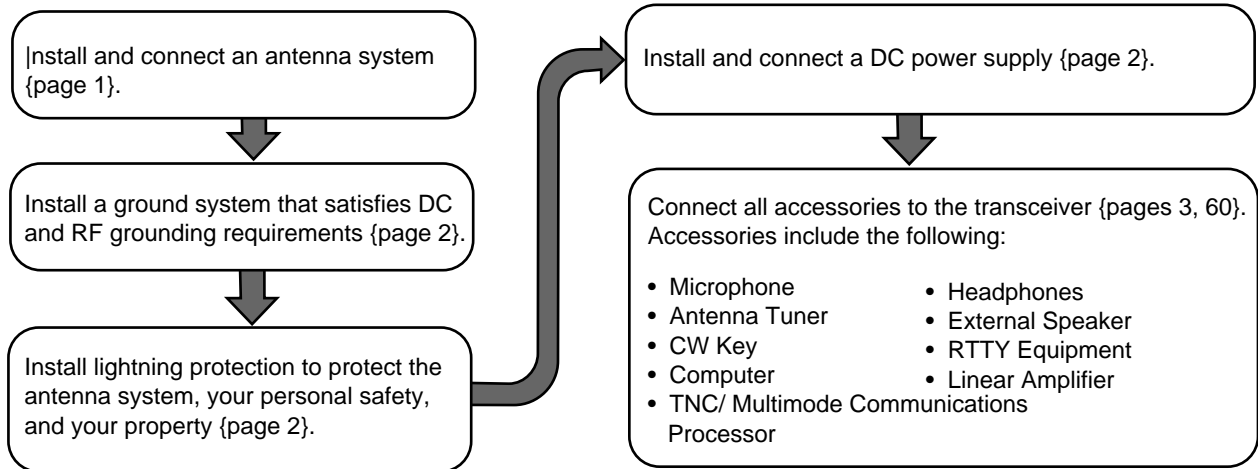 Install and connect an antenna system
{page 1}.
Install a ground system that satisfies DC
and RF grounding requirements {page 2}.
Install lightning protection to protect the
antenna system, your personal safety,
and your property {page 2}.
Install and connect a DC power supply {page 2}.
Connect all accessories to the transceiver {pages 3, 60}.
Accessories include the following:
• Microphone
• Antenna Tuner
• CW Key
• Computer
• TNC/ Multimode Communications
Processor
• Headphones
• External Speaker
• RTTY Equipment
• Linear Amplifier